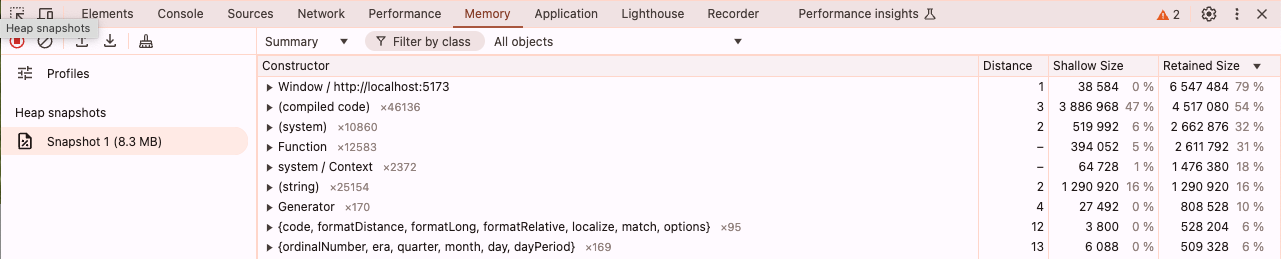 Elements Console Sources Network Performance Memory Application Lighthouse Recorder Performance insights 2
Heap snapshots
Summary Filter by class All objects
Profiles
Heap snapshots
Snapshot 1 (8.3 MB)
Constructor Distance Shallow Size Retained Size
Window / http://localhost:5173 1 38 584 0 % 6 547 484 79 %
(compiled code) ×46136 3 3 886 968 47 % 4 517 080 54 %
(system) ×10860 2 519 992 6 % 2 662 876 32 %
Function ×12583 – 394 052 5 % 2 611 792 31 %
system / Context ×2372 – 64 728 1 % 1 476 380 18 %
(string) ×25154 2 1 290 920 16 % 1 290 920 16 %
Generator ×170 4 27 492 0 % 808 528 10 %
{code, formatDistance, formatLong, formatRelative, localize, match, options} ×95 12 3 800 0 % 528 204 6 %
{ordinalNumber, era, quarter, month, day, dayPeriod} ×169 13 6 088 0 % 509 328 6 %